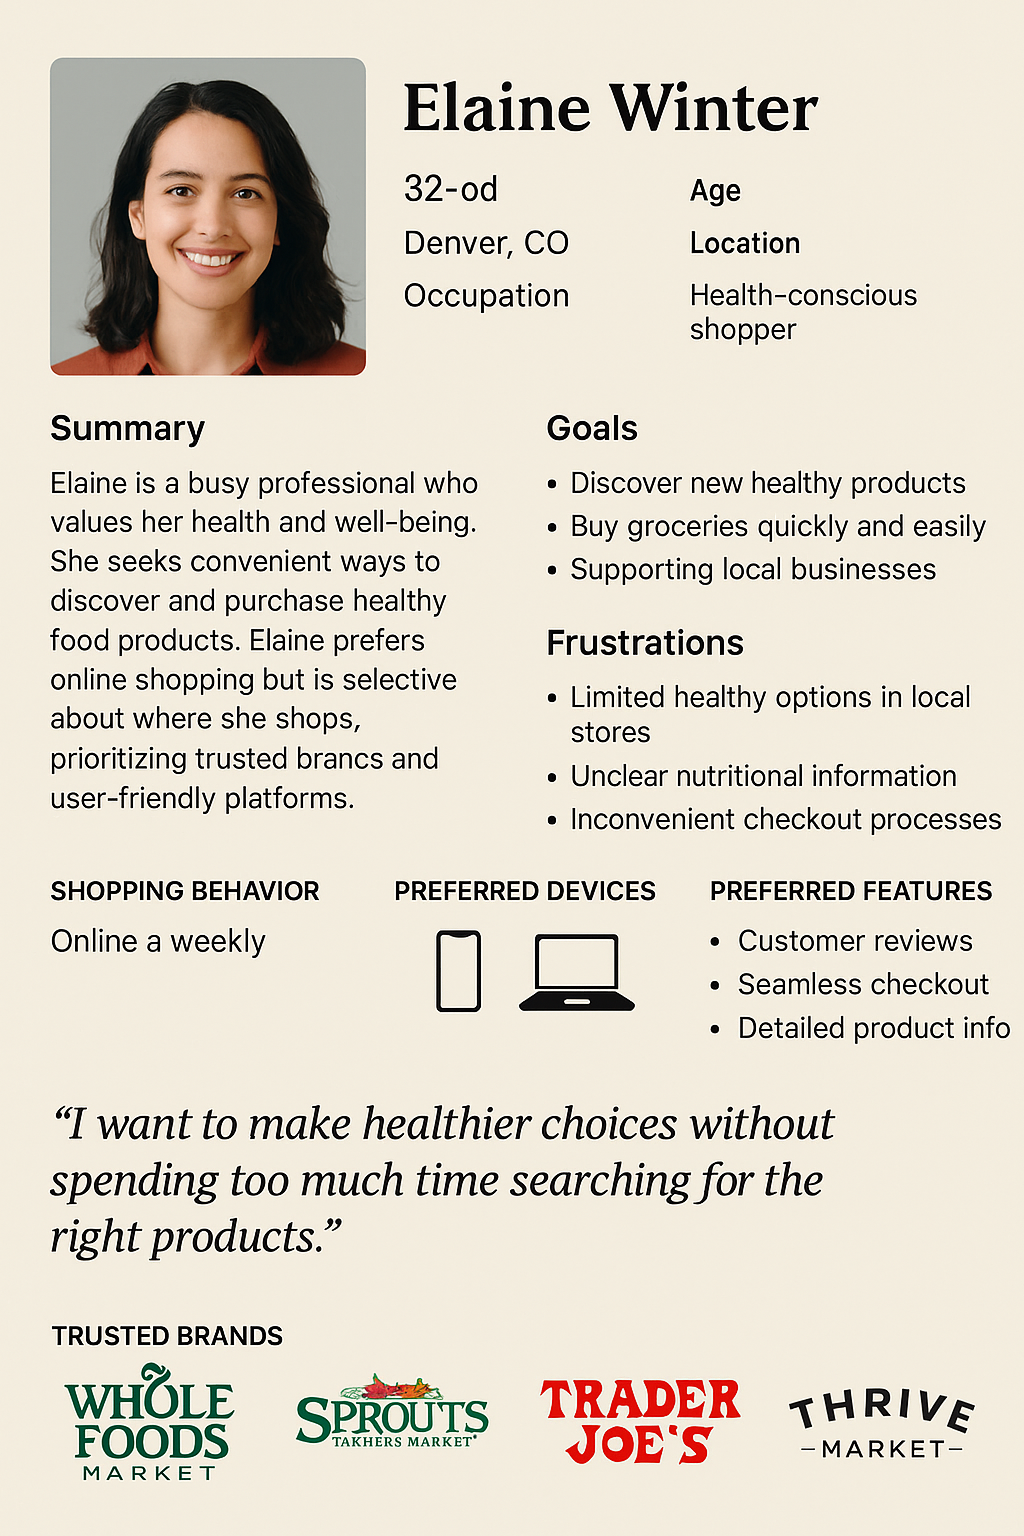 Elaine Winter
32-od
Age
Denver, CO
Location
Occupation
Health-conscious
shopper
Summary
Elaine is a busy professional who
values her health and well-being.
She seeks convenient ways to
discover and purchase healthy
food products. Elaine prefers
online shopping but is selective
about where she shops,
prioritizing trusted brancs and
user-friendly platforms.
Goals
• Discover new healthy products
• Buy groceries quickly and easily
• Supporting local businesses
Frustrations
• Limited healthy options in local
stores
• Unclear nutritional information
• Inconvenient checkout processes
SHOPPING BEHAVIOR
Online a weekly
PREFERRED DEVICES
PREFERRED FEATURES
• Customer reviews
• Seamless checkout
• Detailed product info
“I want to make healthier choices without
spending too much time searching for the
right products.”
TRUSTED BRANDS
WHOLE
FOODS
MARKET
SPROUTS
TAKHERS MARKET
TRADER
JOE'S
THRIVE
–MARKET–